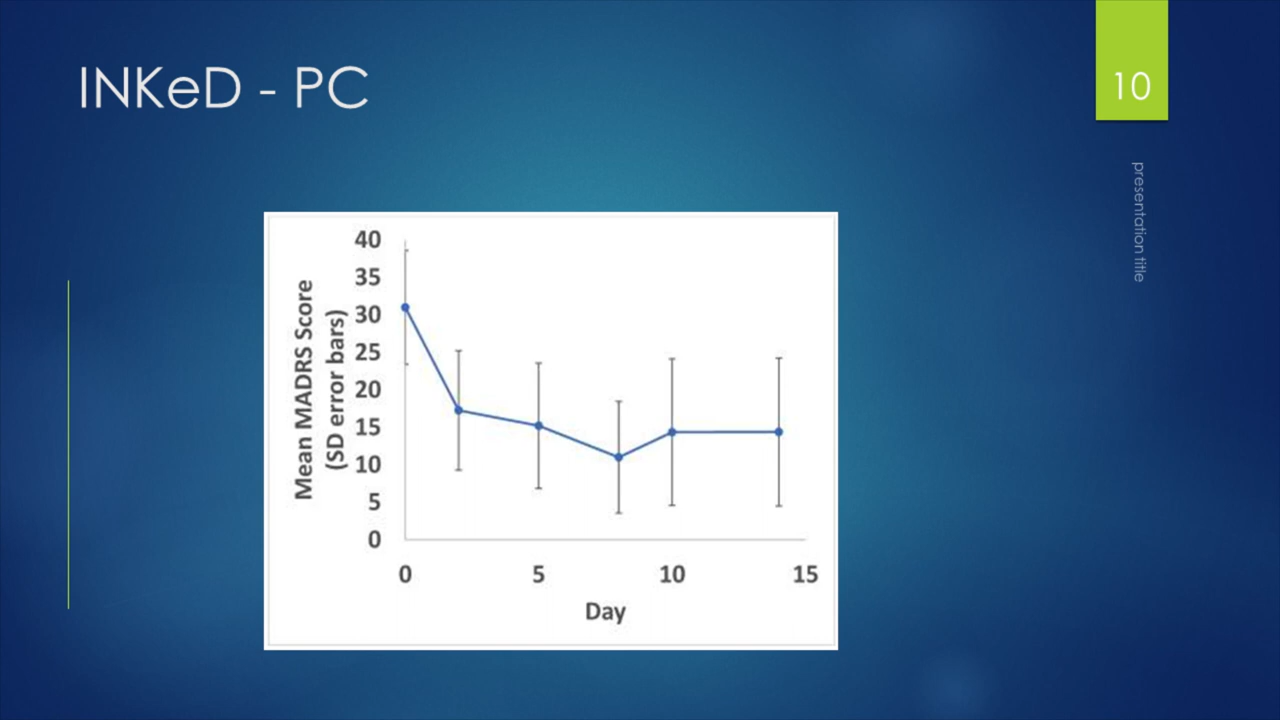 INKeD - PC
10
presentation title
Mean MADRS Score
(SD error bars)
40
35
30
25
20
15
10
5
0
0 5 10 15
Day